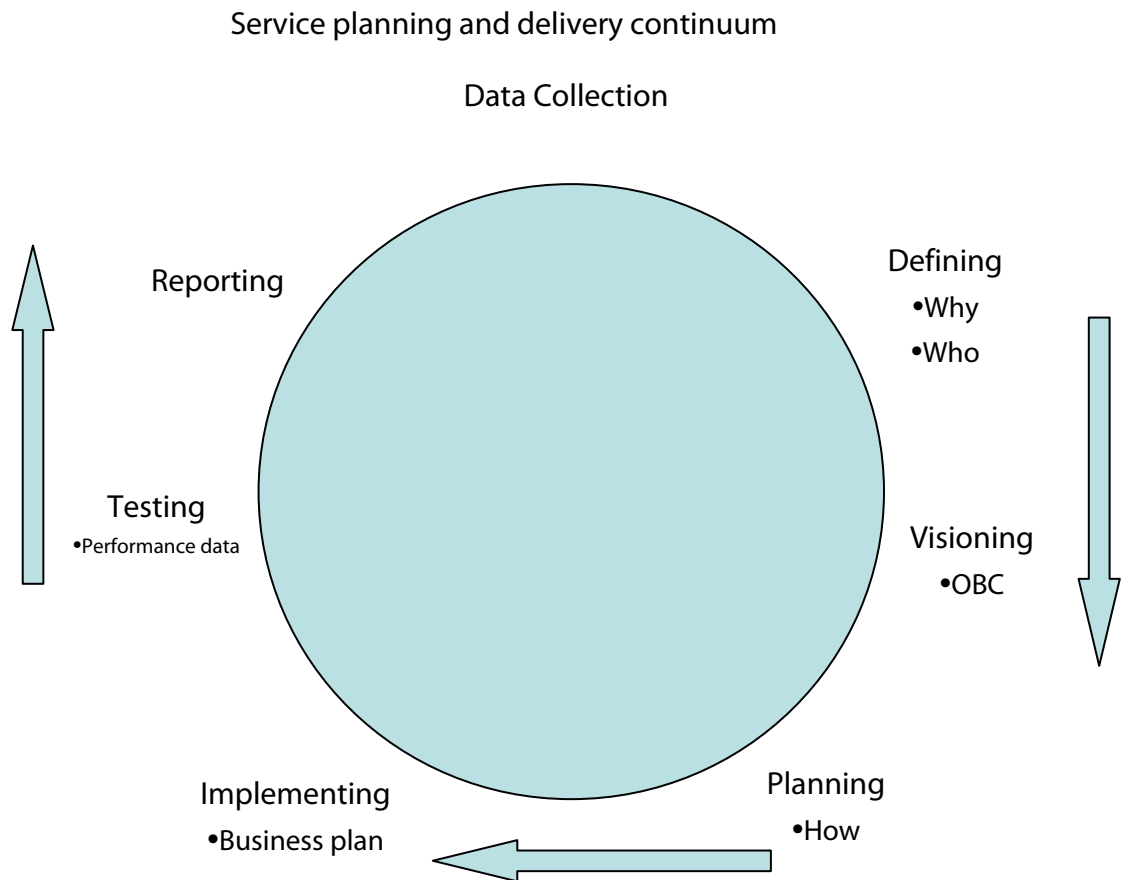 Service planning and delivery continuum
Data Collection
Defining
•Why
•Who
Visioning
•OBC
Planning
•How
Implementing
•Business plan
Testing
•Performance data
Reporting